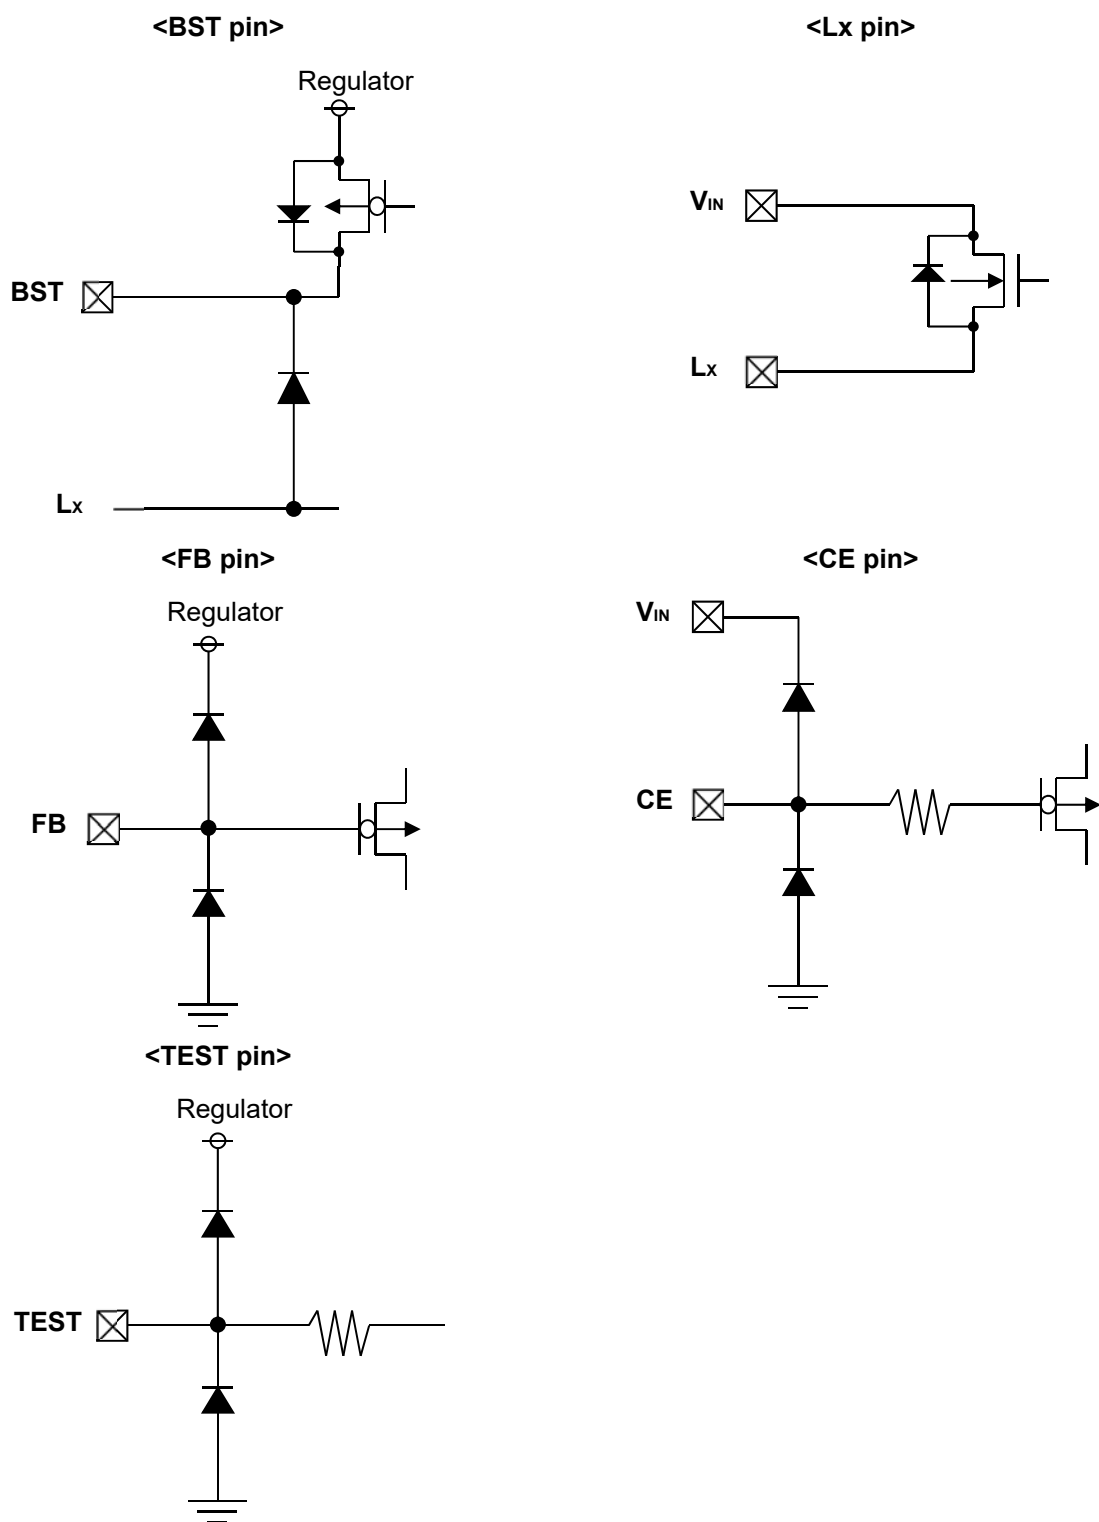 <BST pin>
Regulator
BST
Lx
<Lx pin>
VIN
Lx
<FB pin>
Regulator
FB
<CE pin>
VIN
CE
<TEST pin>
Regulator
TEST